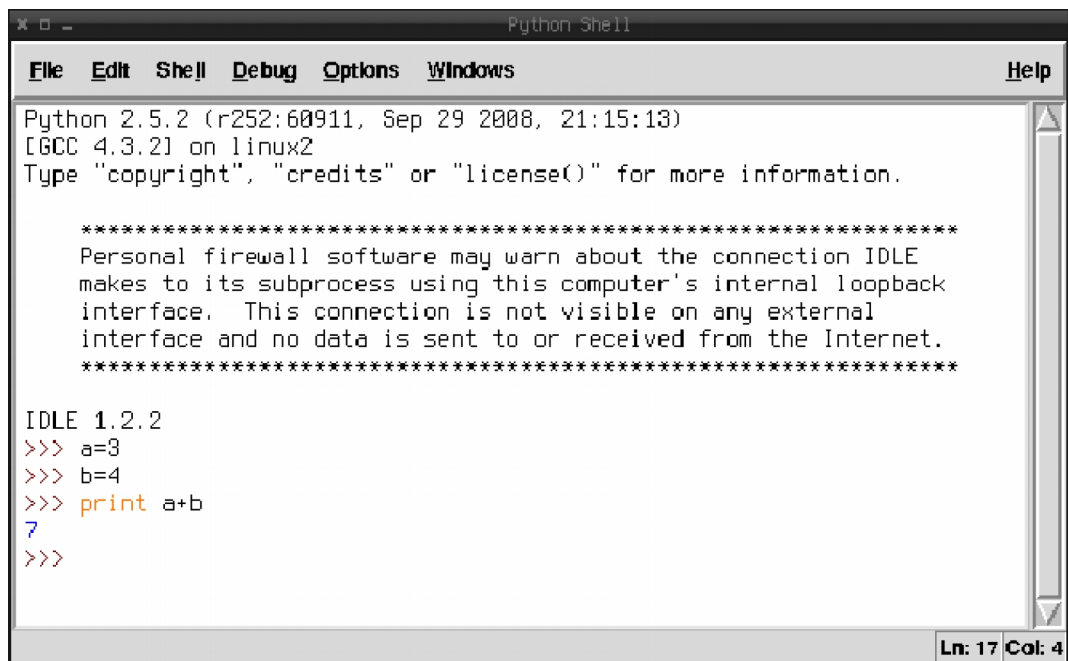 Python Shell
File Edit Shell Debug Options Windows Help
Python 2.5.2 (r252:60911, Sep 29 2008, 21:15:13)
[GCC 4.3.2] on linux2
Type "copyright", "credits" or "license()" for more information.
****************************************************************
Personal firewall software may warn about the connection IDLE
makes to its subprocess using this computer's internal loopback
interface.  This connection is not visible on any external
interface and no data is sent to or received from the Internet.
****************************************************************
IDLE 1.2.2
>>> a=3
>>> b=4
>>> print a+b
7
>>>
Ln: 17 Col: 4